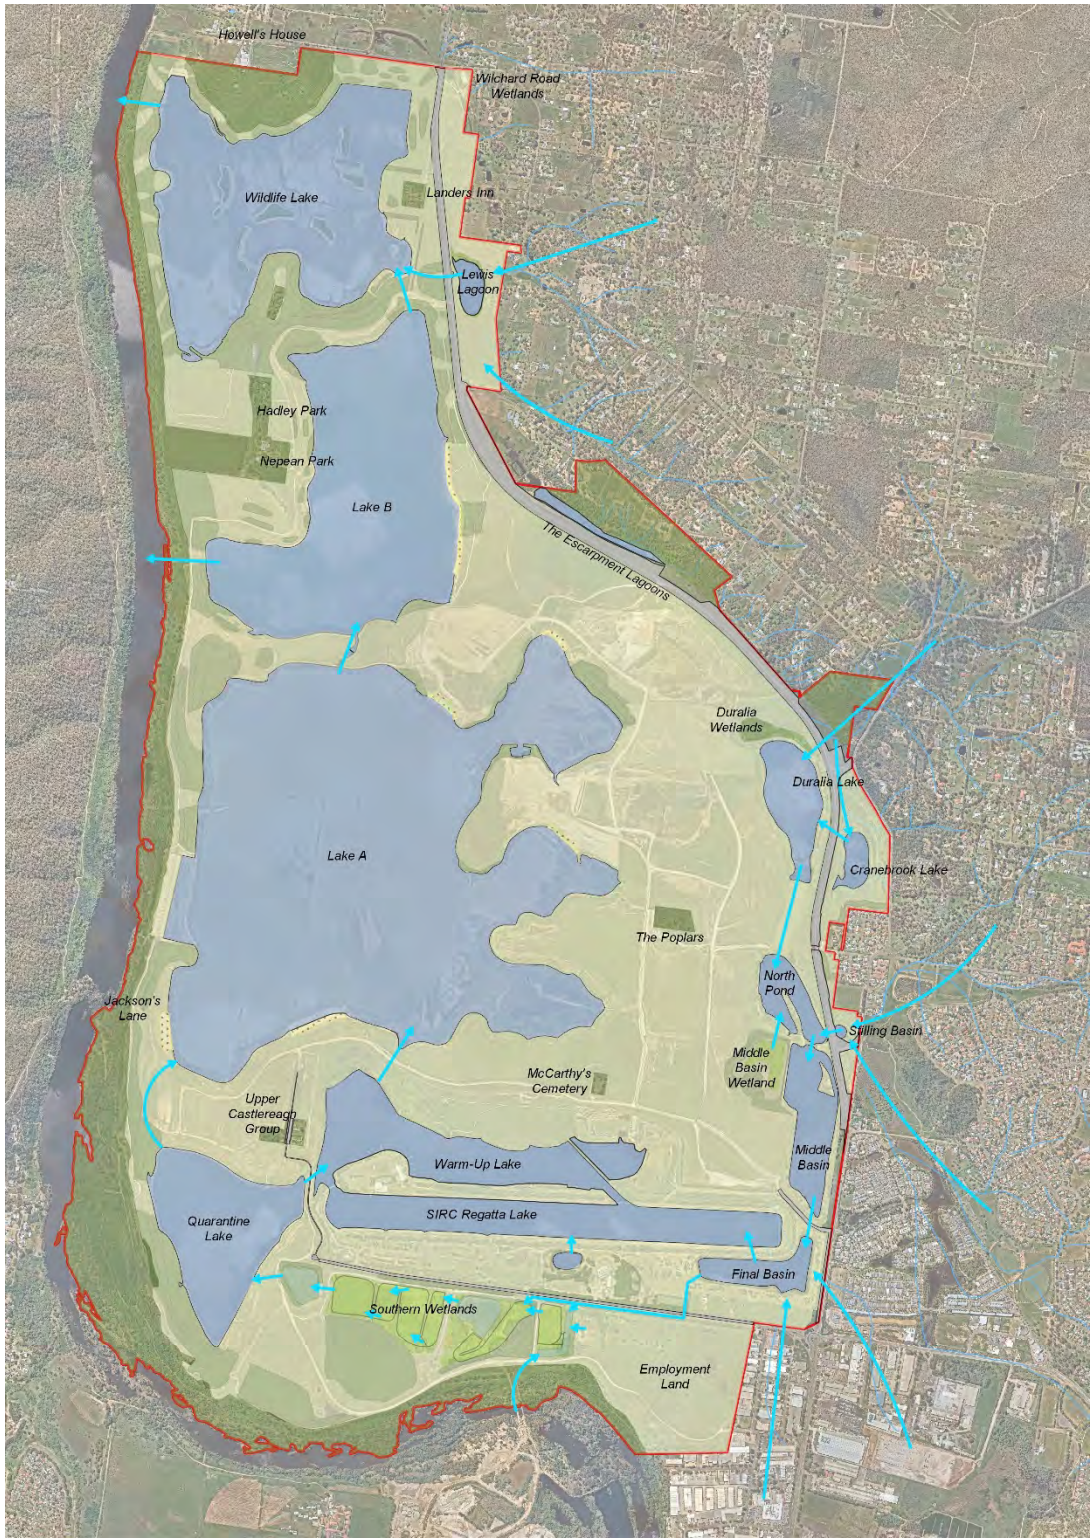 Howell's House
Wilchard Road
Wetlands
Landers Inn
Wildlife Lake
Lewis
Lagoon
Hadley Park
Nepean Park
Lake B
The Escarpment Lagoons
Duralia
Wetlands
Duralia Lake
Lake A
Cranebrook Lake
The Poplars
North
Pond
Jackson's
Lane
Stilling Basin
Middle
Basin
Wetland
McCarthy's
Cemetery
Upper
Castlereagh
Group
Middle
Basin
Warm-Up Lake
SIRC Regatta Lake
Quarantine
Lake
Final Basin
Southern Wetlands
Employment
Land